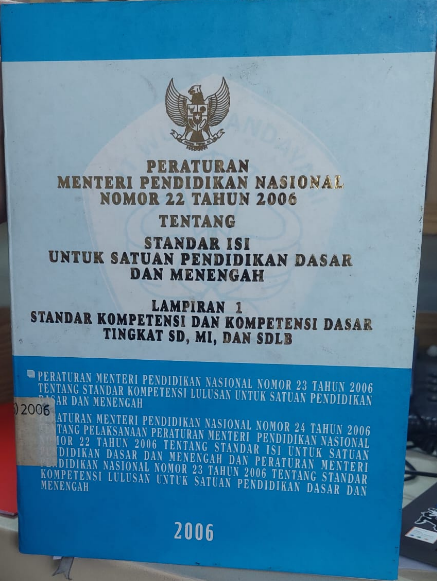 PERATURAN
MENTERI PENDIDIKAN NASIONAL
NOMOR 22 TAHUN 2006
TENTANG
STANDAR ISI
UNTUK SATUAN PENDIDIKAN DASAR
DAN MENENGAH
LAMPIRAN 1
STANDAR KOMPETENSI DAN KOMPETENSI DASAR
TINGKAT SD, MI, DAN SDLB
PERATURAN MENTERI PENDIDIKAN NASIONAL NOMOR 23 TAHUN 2006
TENTANG STANDAR KOMPETENSI LULUSAN UNTUK SATUAN PENDIDIKAN
DASAR DAN MENENGAH
2006
PERATURAN MENTERI PENDIDIKAN NASIONAL NOMOR 24 TAHUN 2006
TENTANG PELAKSANAAN PERATURAN MENTERI PENDIDIKAN NASIONAL
NOMOR 22 TAHUN 2006 TENTANG STANDAR ISI UNTUK SATUAN
PENDIDIKAN DASAR DAN MENENGAH DAN PERATURAN MENTERI
PENDIDIKAN NASIONAL NOMOR 23 TAHUN 2006 TENTANG STANDAR
KOMPETENSI LULUSAN UNTUK SATUAN PENDIDIKAN DASAR DAN
MENENGAH
2006